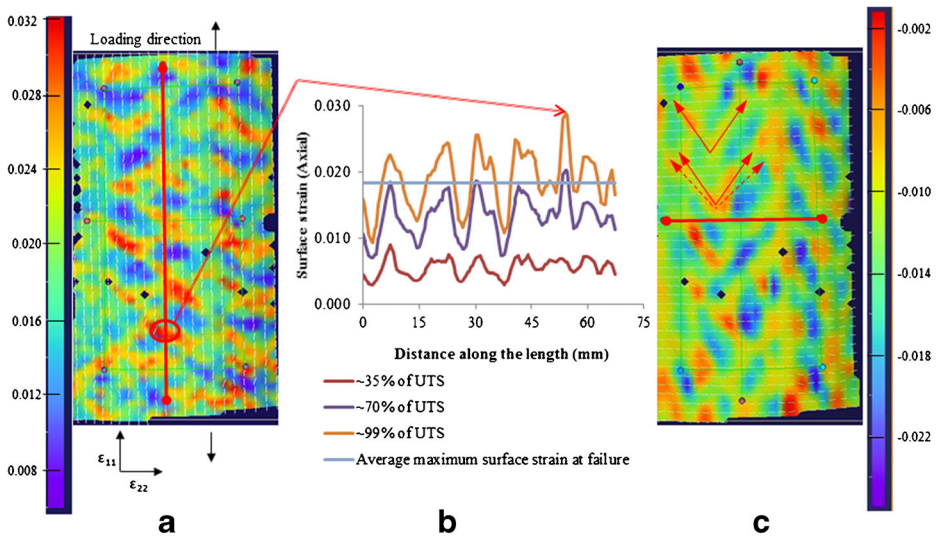 0.032
0.028
0.024
0.020
0.016
0.012
0.008
Loading direction
ε11
ε22
a
Surface strain (Axial)
0.030
0.020
0.010
0.000
0
15
30
45
60
75
Distance along the length (mm)
~35% of UTS
~70% of UTS
~99% of UTS
Average maximum surface strain at failure
b
c
-0.002
-0.006
-0.010
-0.014
-0.018
-0.022